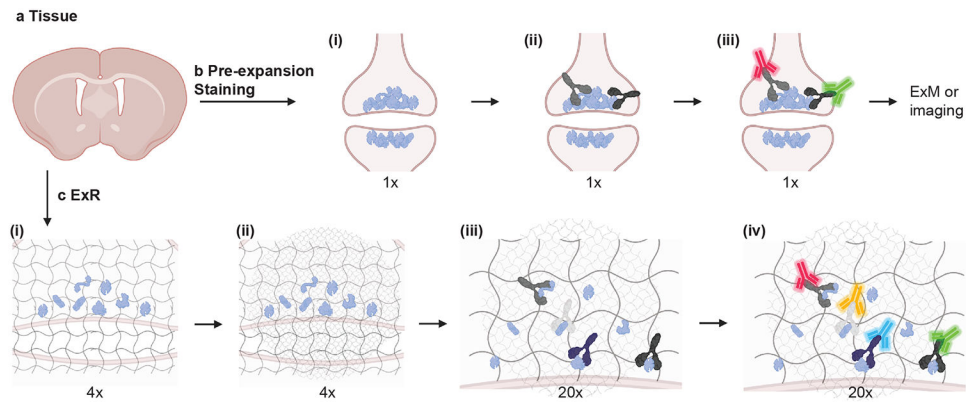 a Tissue
b Pre-expansion
Staining
(i)
(ii)
(iii)
ExM or
imaging
1x
1x
1x
c ExR
(i)
(ii)
(iii)
(iv)
4x
4x
20x
20x